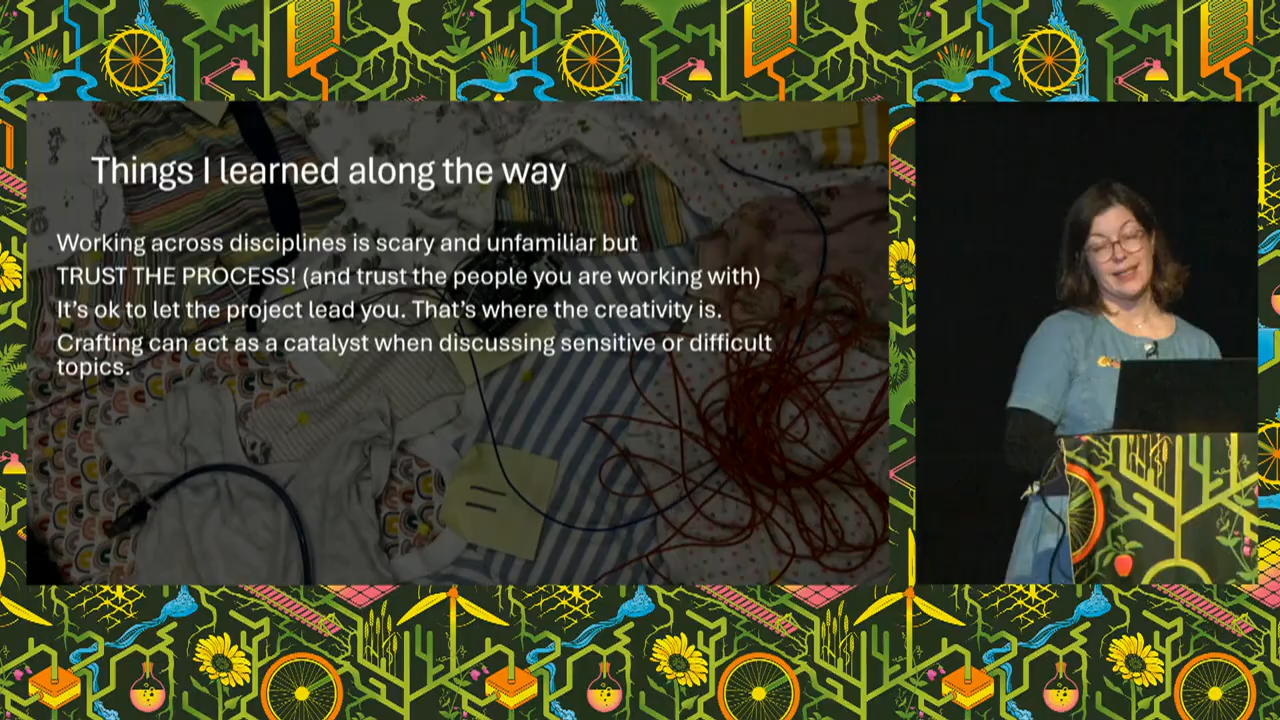 Things I learned along the way
Working across disciplines is scary and unfamiliar but
TRUST THE PROCESS! (and trust the people you are working with)
It's ok to let the project lead you. That's where the creativity is.
Crafting can act as a catalyst when discussing sensitive or difficult
topics.